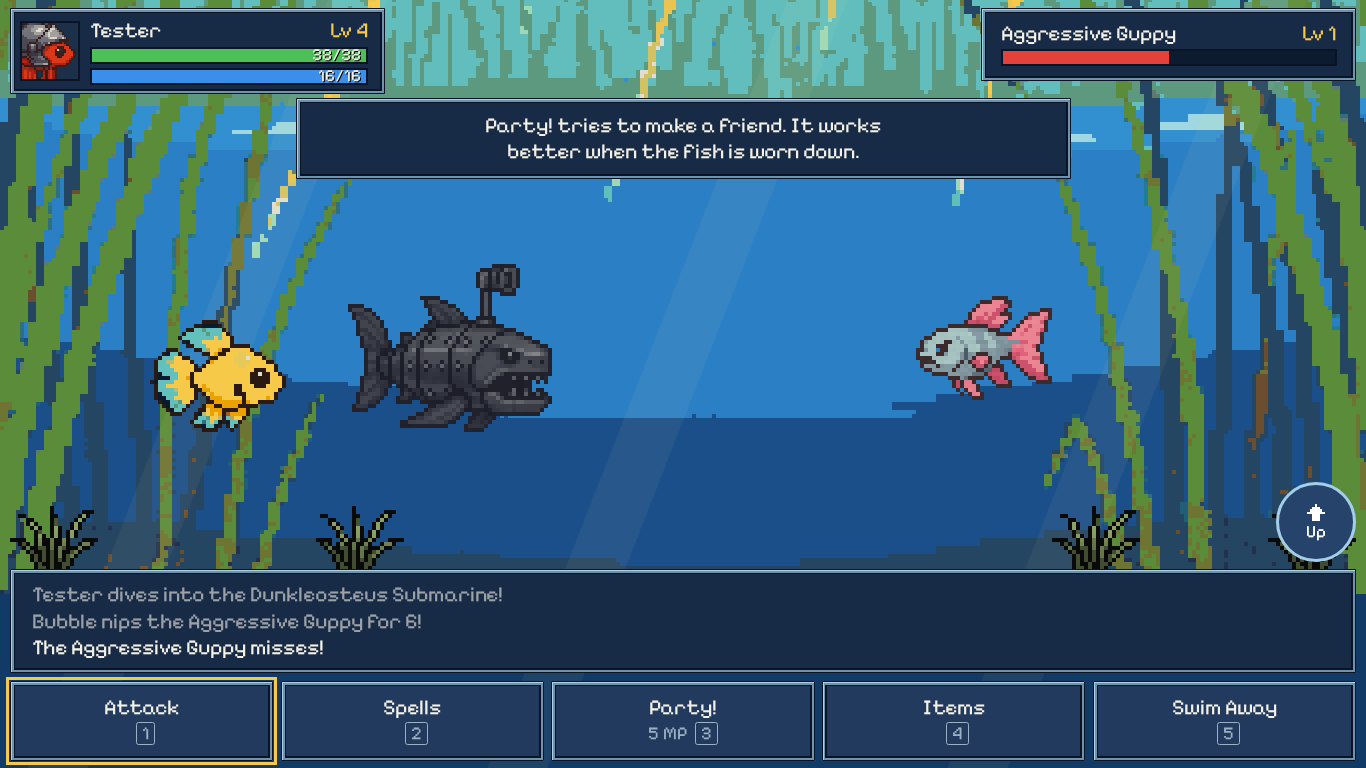 Tester Lv 4
38/38
16/16
Aggressive Guppy Lv 1
Party! tries to make a friend. It works
better when the fish is worn down.
Up
Tester dives into the Dunkleosteus Submarine!
Bubble nips the Aggressive Guppy for 6!
The Aggressive Guppy misses!
Attack
1
Spells
2
Party!
5 MP 3
Items
4
Swim Away
5